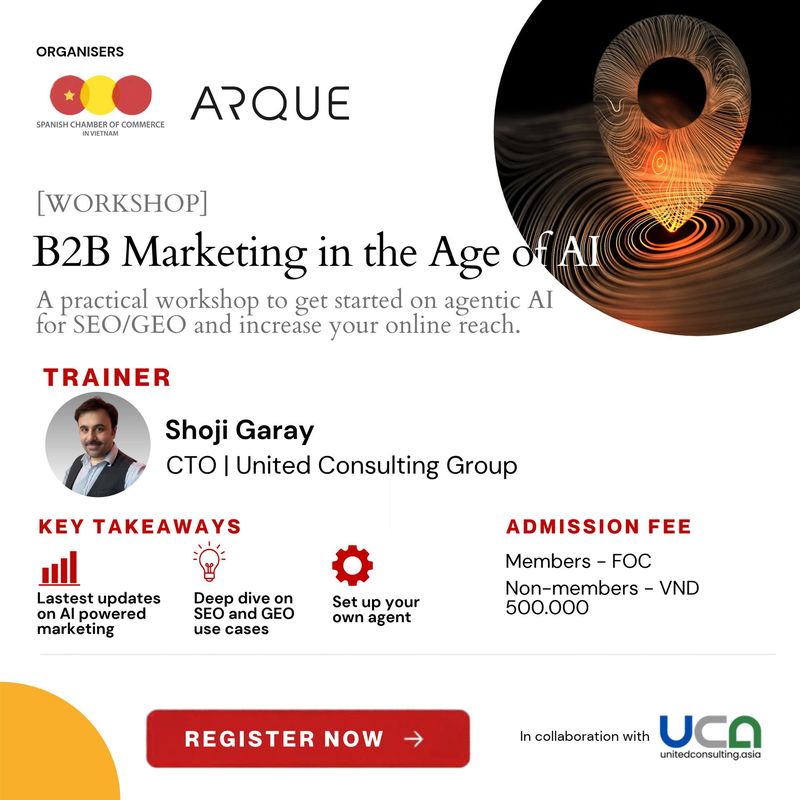 ORGANISERS
SPANISH CHAMBER OF COMMERCE
IN VIETNAM
ARQUE
[WORKSHOP]
B2B Marketing in the Age of AI
A practical workshop to get started on agentic AI
for SEO/GEO and increase your online reach.
TRAINER
Shoji Garay
CTO | United Consulting Group
KEY TAKEAWAYS
Lastest updates
on AI powered
marketing
Deep dive on
SEO and GEO
use cases
Set up your
own agent
ADMISSION FEE
Members - FOC
Non-members - VND
500.000
REGISTER NOW →
In collaboration with
UCA
unitedconsulting.asia